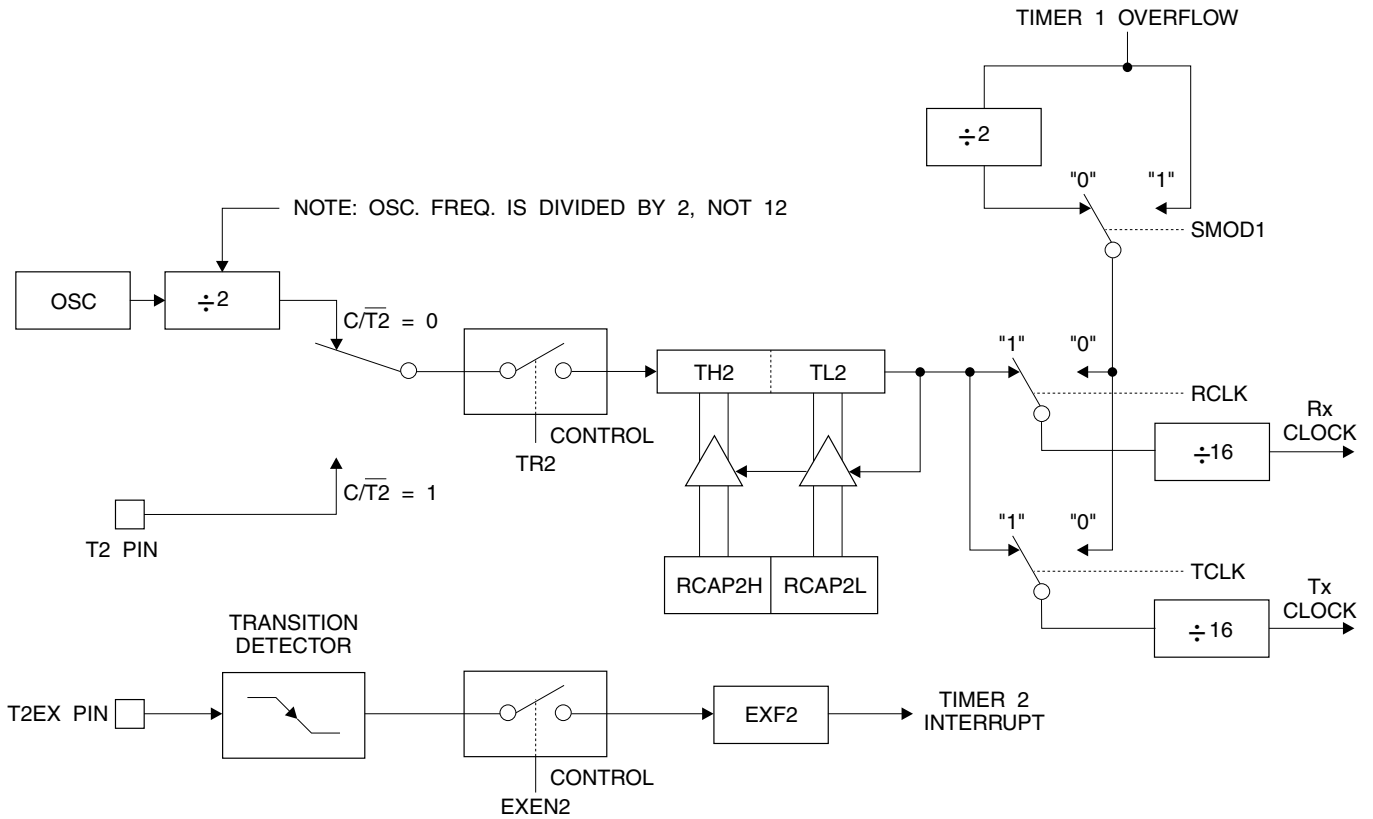 TIMER 1 OVERFLOW
÷2
"0" "1"
NOTE: OSC. FREQ. IS DIVIDED BY 2, NOT 12
SMOD1
OSC
÷2
C/T2̅ = 0
"1" "0"
TH2 TL2
RCLK
Rx
CLOCK
CONTROL
÷16
TR2
C/T2̅ = 1
"1" "0"
T2 PIN
RCAP2H RCAP2L
TCLK
Tx
CLOCK
÷16
TRANSITION
DETECTOR
T2EX PIN
EXF2
TIMER 2
INTERRUPT
CONTROL
EXEN2